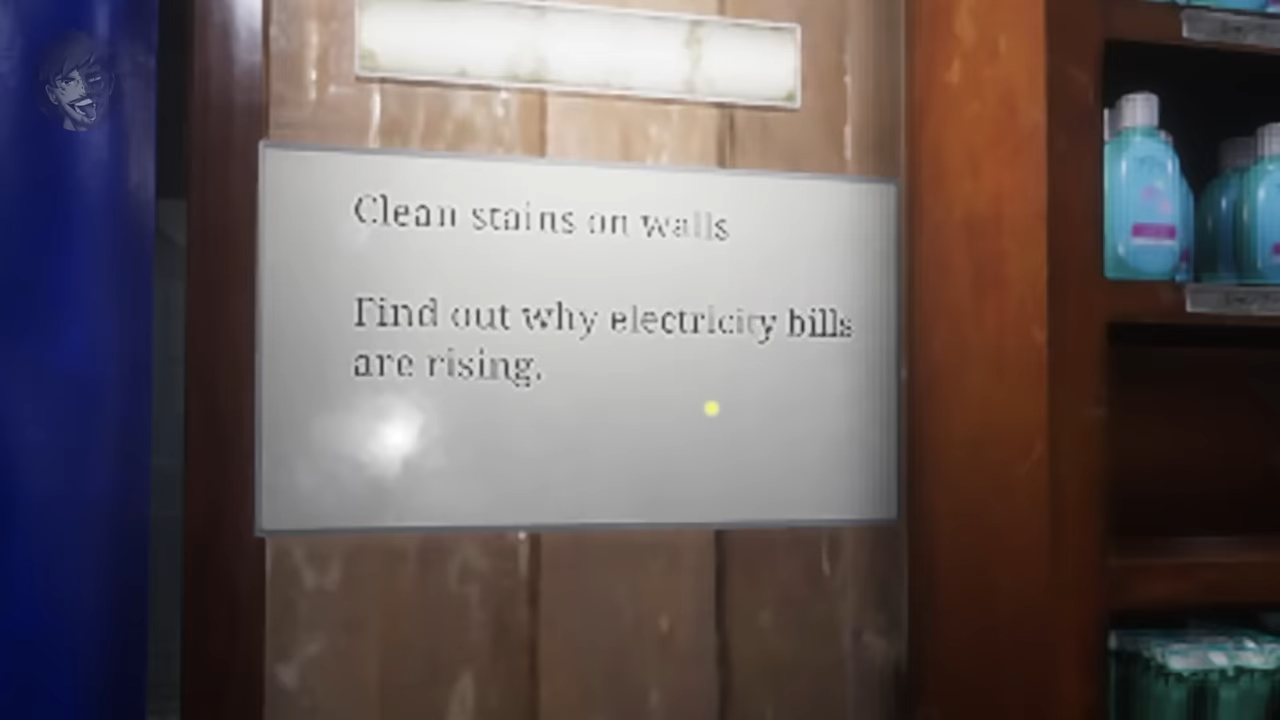 Clean stains on walls
Find out why electricity bills
are rising.